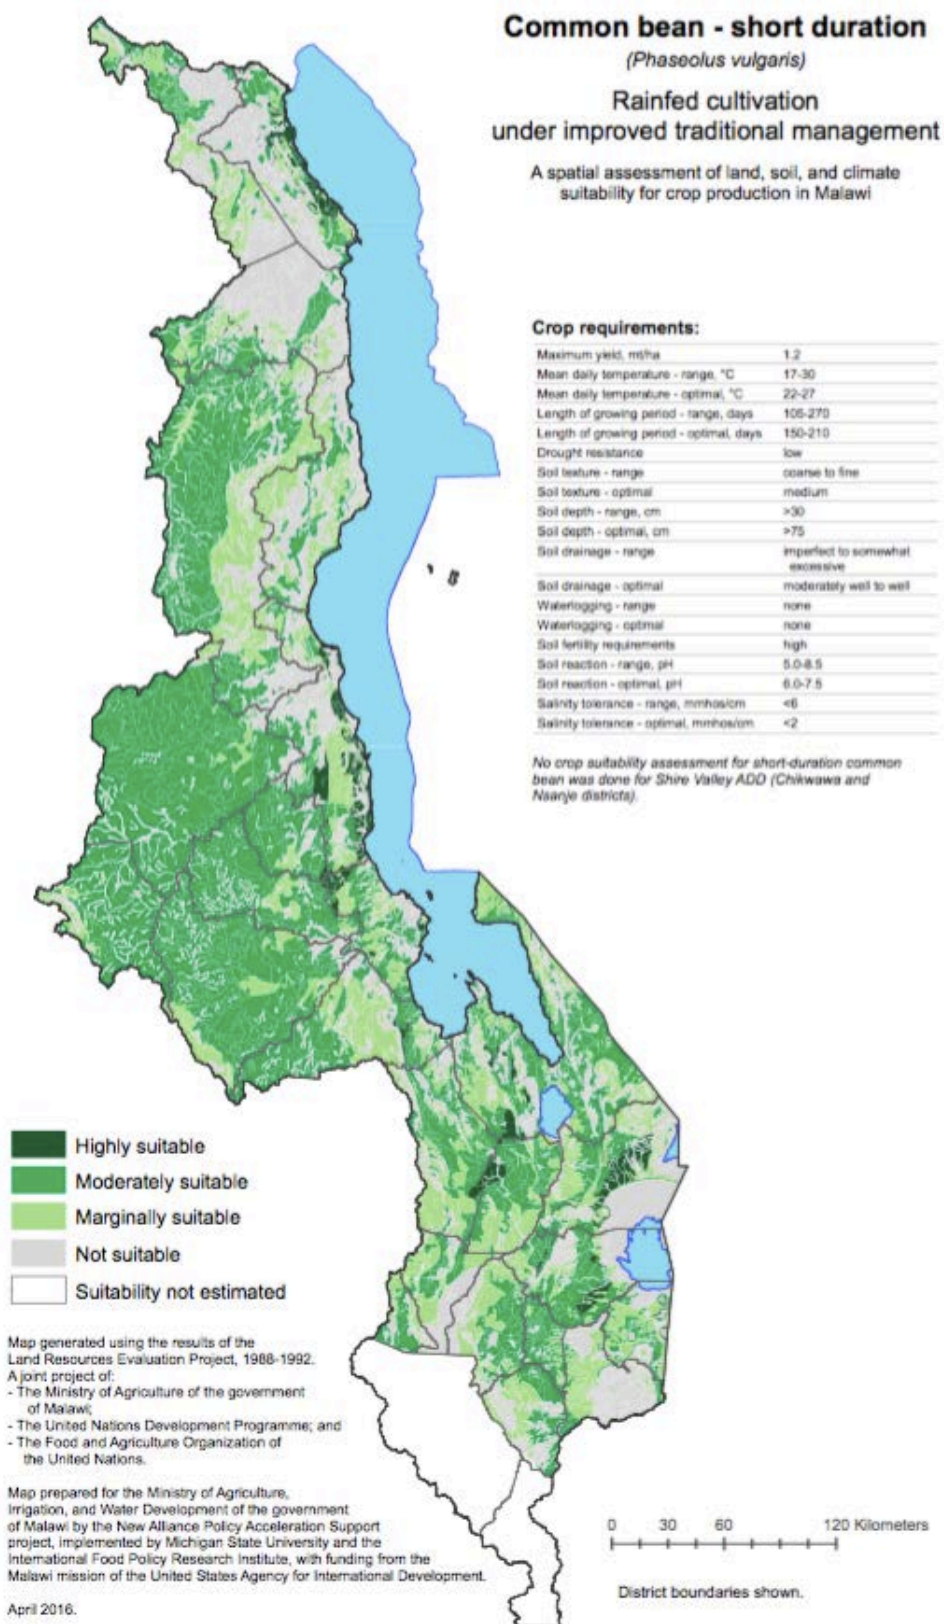 Common bean - short duration
(Phaseolus vulgaris)
Rainfed cultivation
under improved traditional management
A spatial assessment of land, soil, and climate
suitability for crop production in Malawi
Crop requirements:
Maximum yield, mt/ha 1.2
Mean daily temperature - range, °C 17-30
Mean daily temperature - optimal, °C 22-27
Length of growing period - range, days 105-270
Length of growing period - optimal, days 150-210
Drought resistance low
Soil texture - range coarse to fine
Soil texture - optimal medium
Soil depth - range, cm >30
Soil depth - optimal, cm >75
Soil drainage - range imperfect to somewhat
excessive
Soil drainage - optimal moderately well to well
Waterlogging - range none
Waterlogging - optimal none
Soil fertility requirements high
Soil reaction - range, pH 5.0-8.5
Soil reaction - optimal, pH 6.0-7.5
Salinity tolerance - range, mmhos/cm <6
Salinity tolerance - optimal, mmhos/cm <2
No crop suitability assessment for short-duration common
bean was done for Shire Valley ADD (Chikwawa and
Nsanje districts).
Highly suitable
Moderately suitable
Marginally suitable
Not suitable
Suitability not estimated
Map generated using the results of the
Land Resources Evaluation Project, 1988-1992.
A joint project of:
- The Ministry of Agriculture of the government
of Malawi;
- The United Nations Development Programme; and
- The Food and Agriculture Organization of
the United Nations.
Map prepared for the Ministry of Agriculture,
Irrigation, and Water Development of the government
of Malawi by the New Alliance Policy Acceleration Support
project, implemented by Michigan State University and the
International Food Policy Research Institute, with funding from the
Malawi mission of the United States Agency for International Development.
April 2016.
0 30 60 120 Kilometers
District boundaries shown.